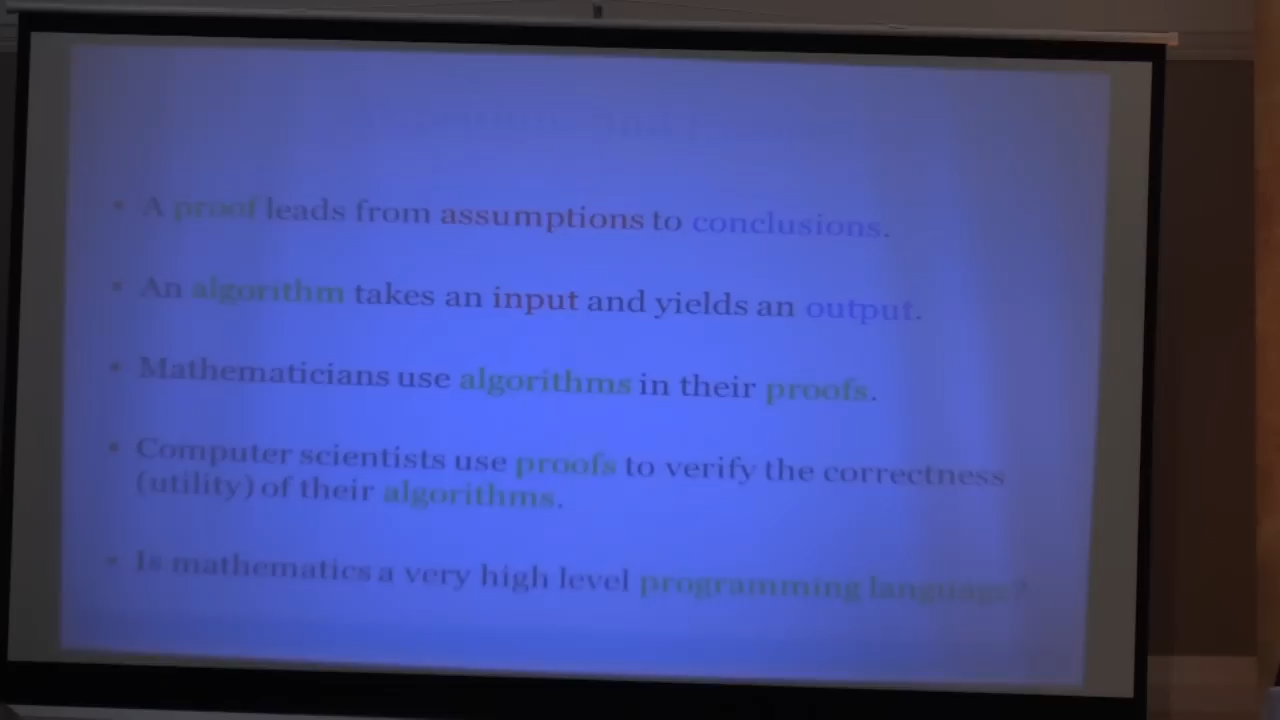 • A proof leads from assumptions to conclusions.
• An algorithm takes an input and yields an output.
• Mathematicians use algorithms in their proofs.
• Computer scientists use proofs to verify the correctness
(utility) of their algorithms.
• Is mathematics a very high level programming language?